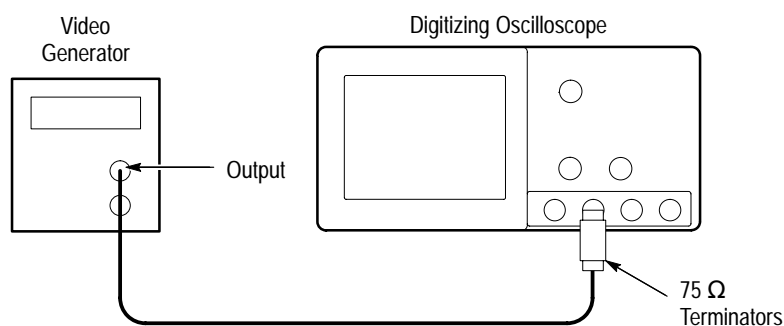 Video
Generator
Digitizing Oscilloscope
Output
75 Ω
Terminators